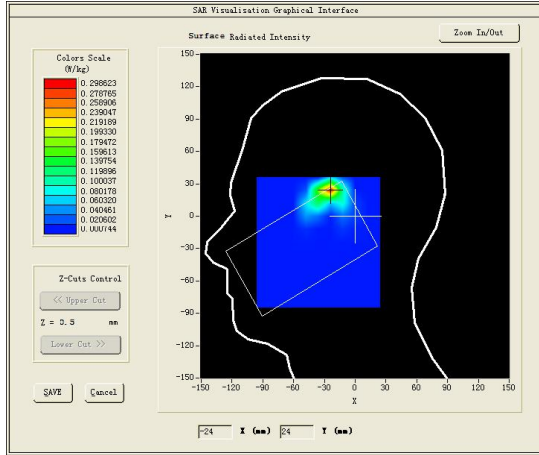 SAR Visualisation Graphical Interface
Surface Radiated Intensity
Zoom In/Out
Colors Scale
(W/kg)
0.298623
0.278765
0.258906
0.239047
0.219189
0.199330
0.179472
0.159613
0.139754
0.119896
0.100037
0.080178
0.060320
0.040461
0.020602
0.000744
Z-Cuts Control
<< Upper Cut
Z = 3.5 mm
Lower Cut >>
SAVE Cancel
150
120
90
60
30
0
-30
-60
-90
-120
-150
Y
-150 -120 -90 -60 -30 0 30 60 90 120 150
X
-24 X (mm) 24 Y (mm)